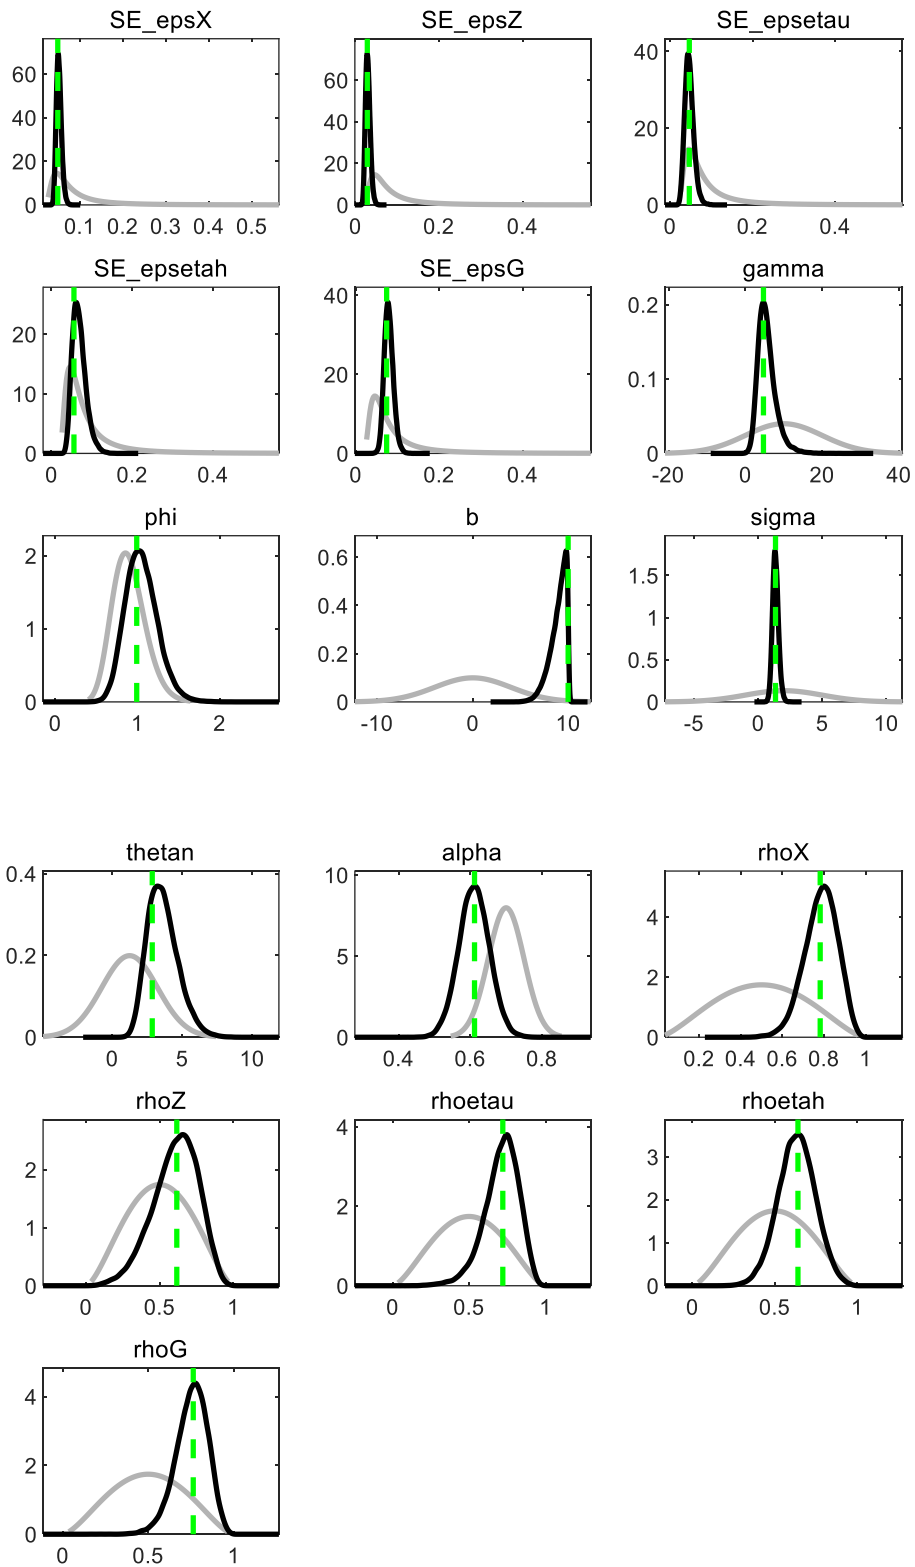 SE_epsX SE_epsZ SE_epsetau
60 60 40
40 40 20
20 20
0 0 0
0.1 0.2 0.3 0.4 0.5 0 0.2 0.4 0 0.2 0.4
SE_epsetah SE_epsG gamma
20 40 0.2
10 20 0.1
0 0 0
0 0.2 0.4 0 0.2 0.4 -20 0 20 40
phi b sigma
2 0.6 1.5
1 0.4 1
0.2 0.5
0 0 0
0 1 2 -10 0 10 -5 0 5 10
thetan alpha rhoX
0.4 10 4
0.2 5 2
0 0 0
0 5 10 0.4 0.6 0.8 0.2 0.4 0.6 0.8 1
rhoZ rhoetau rhoetah
2 4 3
1 2 2
1
0 0 0
0 0.5 1 0 0.5 1 0 0.5 1
rhoG
4
2
0
0 0.5 1